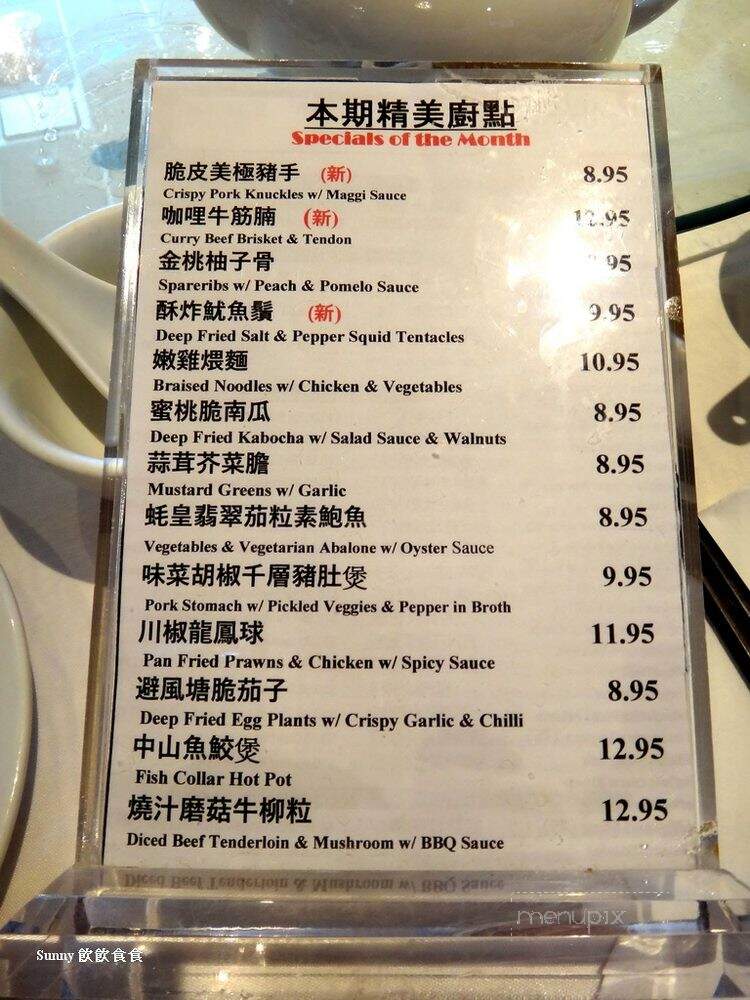 本期精美廚點
Specials of the Month
脆皮美極豬手 (新) 8.95
Crispy Pork Knuckles w/ Maggi Sauce
咖哩牛筋腩 (新) 12.95
Curry Beef Brisket & Tendon
金桃柚子骨 .95
Spareribs w/ Peach & Pomelo Sauce
酥炸魷魚鬚 (新) 9.95
Deep Fried Salt & Pepper Squid Tentacles
嫩雞煨麵 10.95
Braised Noodles w/ Chicken & Vegetables
蜜桃脆南瓜 8.95
Deep Fried Kabocha w/ Salad Sauce & Walnuts
蒜茸芥菜膽 8.95
Mustard Greens w/ Garlic
蚝皇翡翠茄粒素鮑魚 8.95
Vegetables & Vegetarian Abalone w/ Oyster Sauce
味菜胡椒千層豬肚煲 9.95
Pork Stomach w/ Pickled Veggies & Pepper in Broth
川椒龍鳳球 11.95
Pan Fried Prawns & Chicken w/ Spicy Sauce
避風塘脆茄子 8.95
Deep Fried Egg Plants w/ Crispy Garlic & Chilli
中山魚鮫煲 12.95
Fish Collar Hot Pot
燒汁磨菇牛柳粒 12.95
Diced Beef Tenderloin & Mushroom w/ BBQ Sauce
menupix
Sunny 飲飲食食